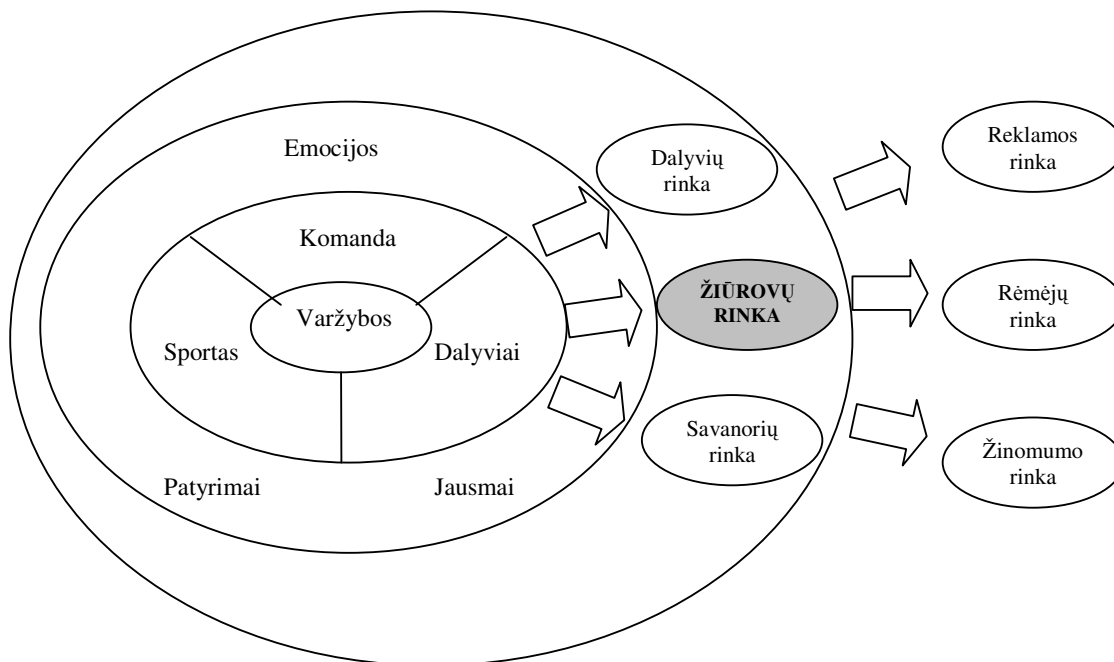 Emocijos
Komanda
Varžybos
Sportas
Dalyviai
Patyrimai
Jausmai
Dalyvių
rinka
ŽIŪROVŲ
RINKA
Savanorių
rinka
Reklamos
rinka
Rėmėjų
rinka
Žinomumo
rinka